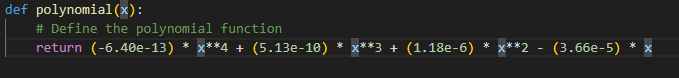 def polynomial(x):
# Define the polynomial function
return (-6.40e-13) * x**4 + (5.13e-10) * x**3 + (1.18e-6) * x**2 - (3.66e-5) * x